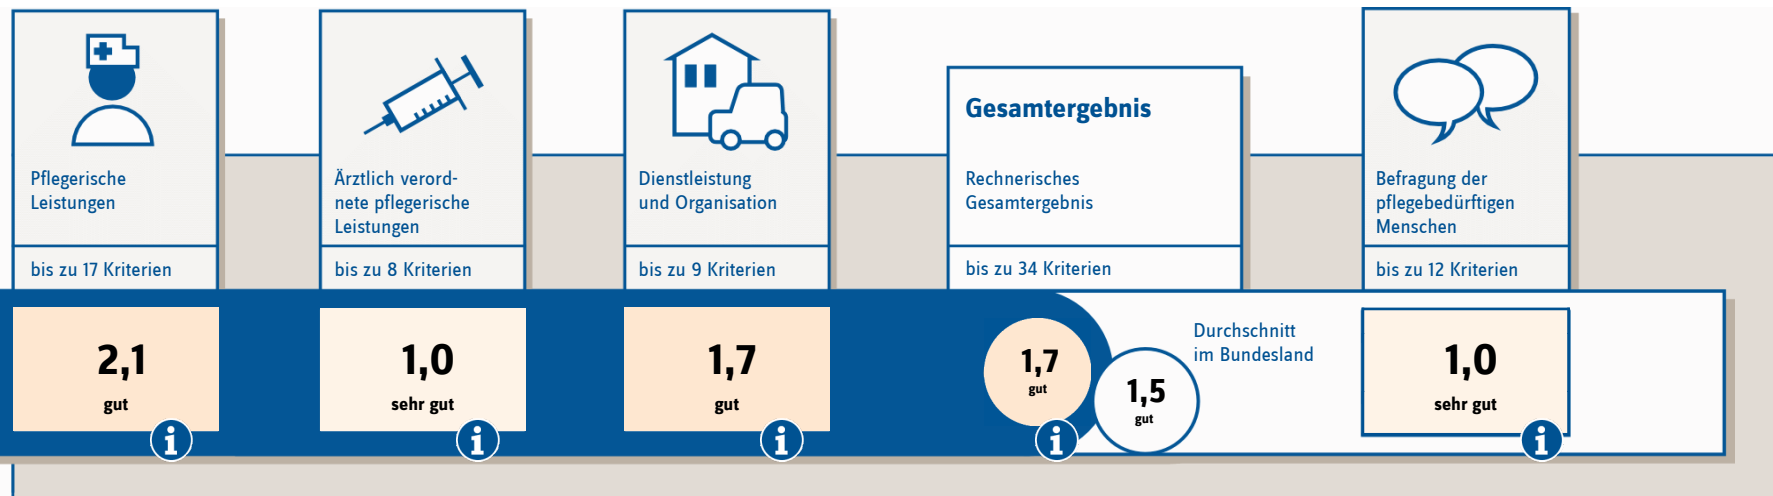 Pflegerische
Leistungen
bis zu 17 Kriterien
2,1
gut
i
Ärztlich verord-
nete pflegerische
Leistungen
bis zu 8 Kriterien
1,0
sehr gut
i
Dienstleistung
und Organisation
bis zu 9 Kriterien
1,7
gut
i
Gesamtergebnis
Rechnerisches
Gesamtergebnis
bis zu 34 Kriterien
1,7
gut
i
1,5
gut
Durchschnitt
im Bundesland
Befragung der
pflegebedürftigen
Menschen
bis zu 12 Kriterien
1,0
sehr gut
i